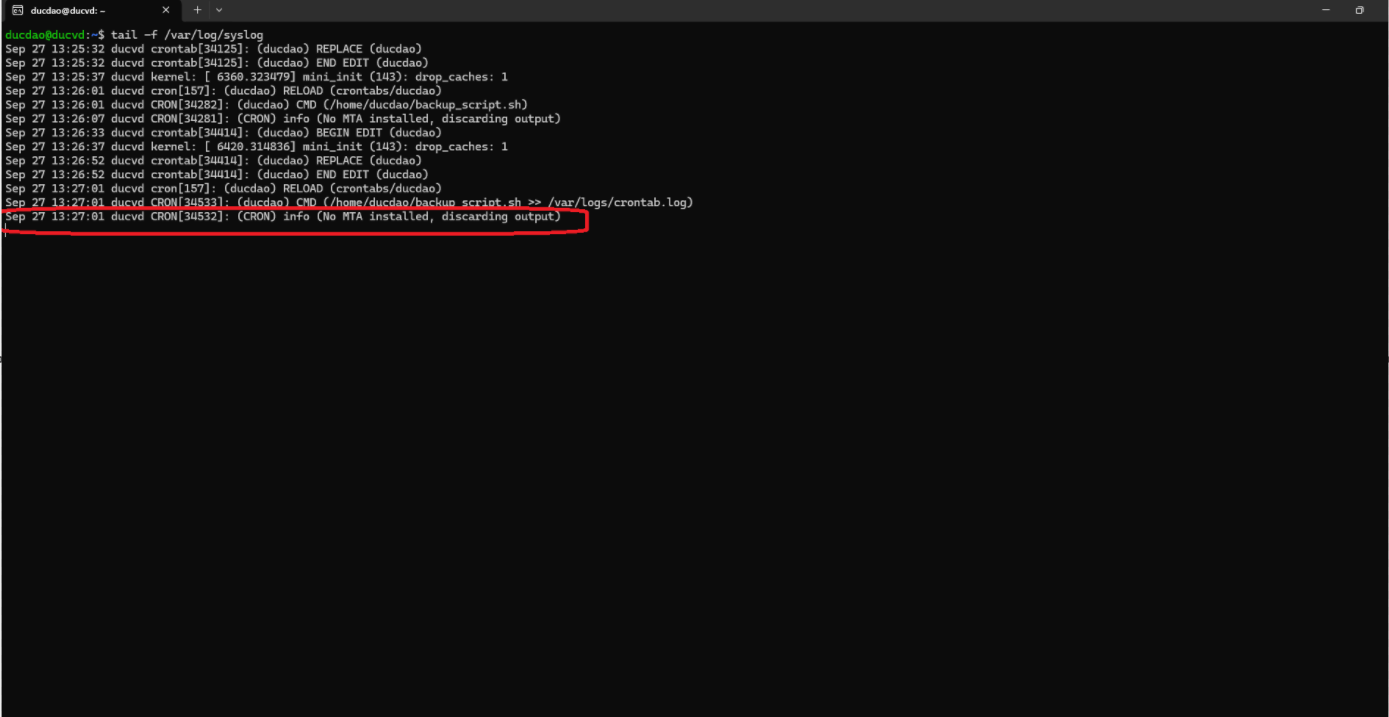 ducdao@ducvd: ~
ducdao@ducvd:~$ tail -f /var/log/syslog
Sep 27 13:25:32 ducvd crontab[34125]: (ducdao) REPLACE (ducdao)
Sep 27 13:25:32 ducvd crontab[34125]: (ducdao) END EDIT (ducdao)
Sep 27 13:25:37 ducvd kernel: [ 6360.323479] mini_init (143): drop_caches: 1
Sep 27 13:26:01 ducvd cron[157]: (ducdao) RELOAD (crontabs/ducdao)
Sep 27 13:26:01 ducvd CRON[34282]: (ducdao) CMD (/home/ducdao/backup_script.sh)
Sep 27 13:26:07 ducvd CRON[34281]: (CRON) info (No MTA installed, discarding output)
Sep 27 13:26:33 ducvd crontab[34414]: (ducdao) BEGIN EDIT (ducdao)
Sep 27 13:26:37 ducvd kernel: [ 6420.314836] mini_init (143): drop_caches: 1
Sep 27 13:26:52 ducvd crontab[34414]: (ducdao) REPLACE (ducdao)
Sep 27 13:26:52 ducvd crontab[34414]: (ducdao) END EDIT (ducdao)
Sep 27 13:27:01 ducvd cron[157]: (ducdao) RELOAD (crontabs/ducdao)
Sep 27 13:27:01 ducvd CRON[34533]: (ducdao) CMD (/home/ducdao/backup_script.sh >> /var/logs/crontab.log)
Sep 27 13:27:01 ducvd CRON[34532]: (CRON) info (No MTA installed, discarding output)